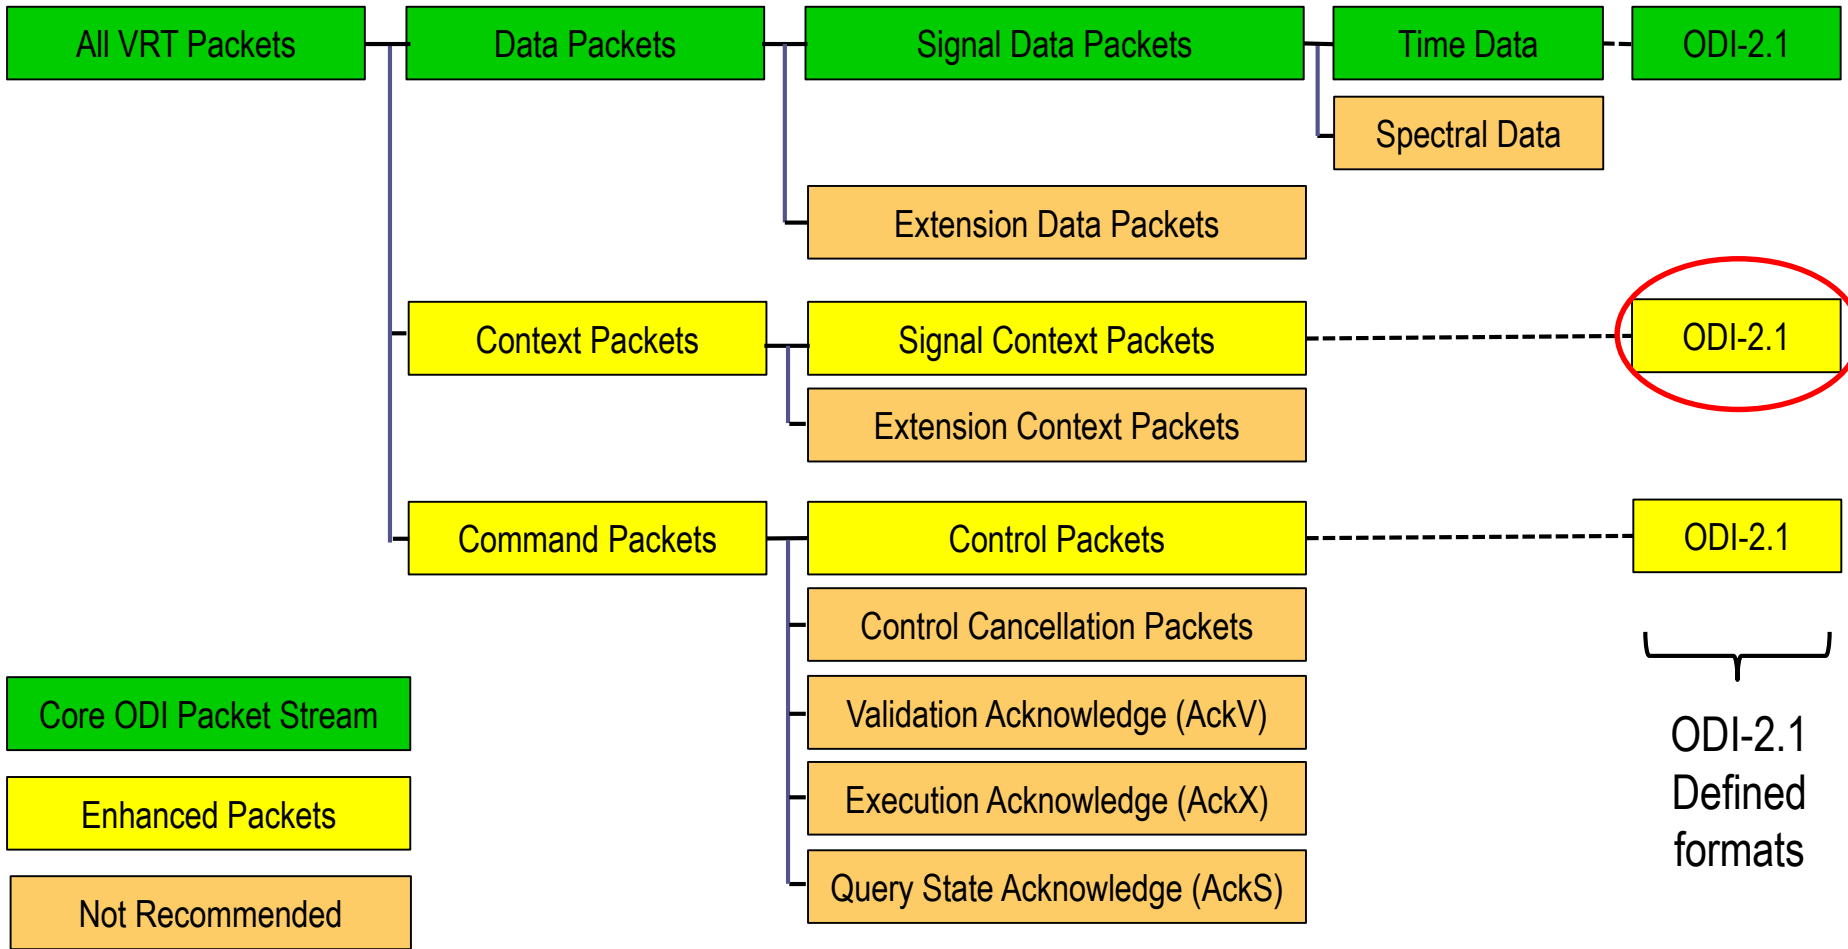 All VRT Packets
Data Packets
Signal Data Packets
Time Data
ODI-2.1
Spectral Data
Extension Data Packets
Context Packets
Signal Context Packets
ODI-2.1
Extension Context Packets
Command Packets
Control Packets
ODI-2.1
Control Cancellation Packets
Validation Acknowledge (AckV)
Execution Acknowledge (AckX)
Query State Acknowledge (AckS)
Core ODI Packet Stream
Enhanced Packets
Not Recommended
ODI-2.1
Defined
formats